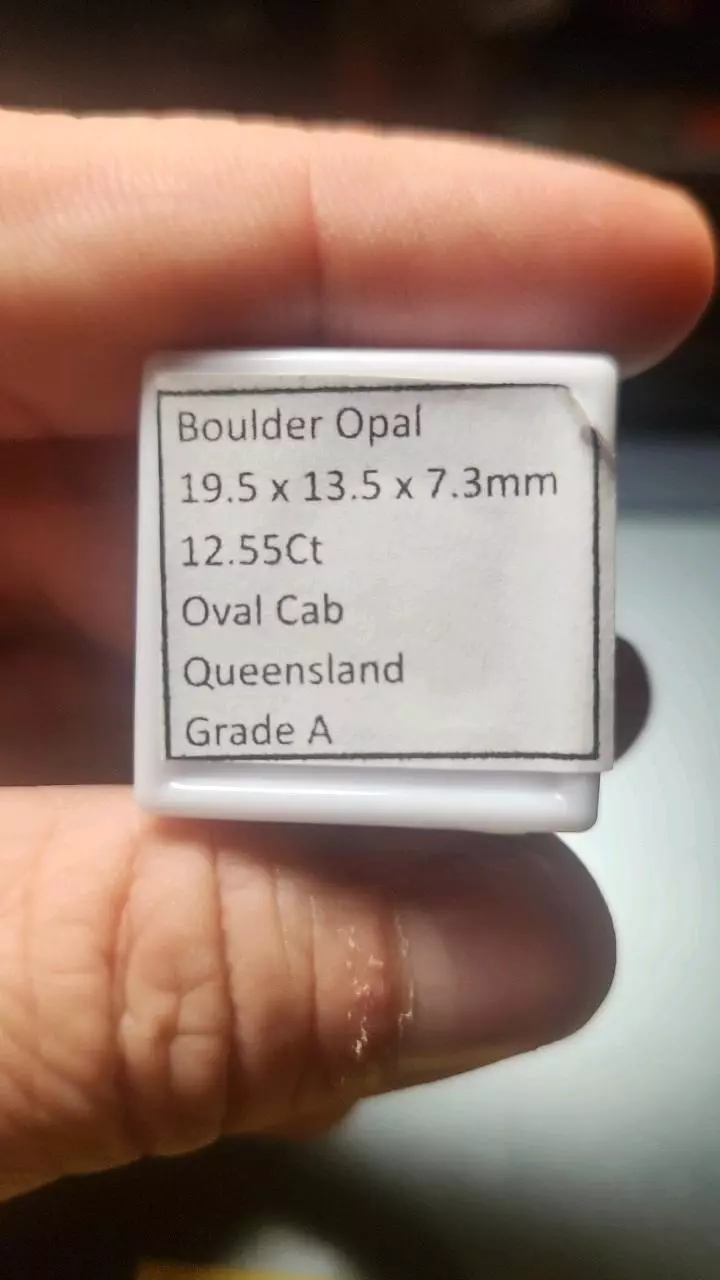 Boulder Opal
19.5 x 13.5 x 7.3mm
12.55Ct
Oval Cab
Queensland
Grade A